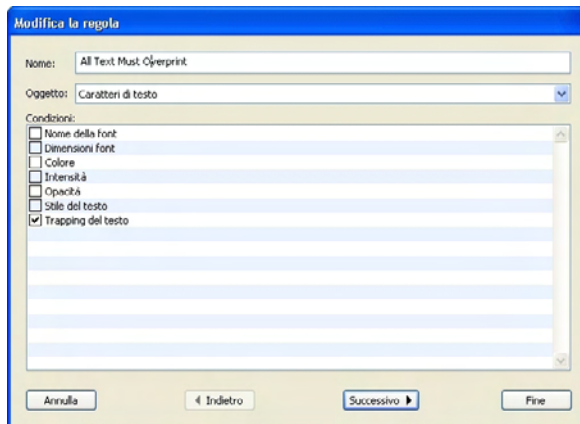 Modifica la regola
Nome: All Text Must Overprint
Oggetto: Caratteri di testo
Condizioni:
Nome della font
Dimensioni font
Colore
Intensità
Opacità
Stile del testo
Trapping del testo
Annulla Indietro Successivo Fine